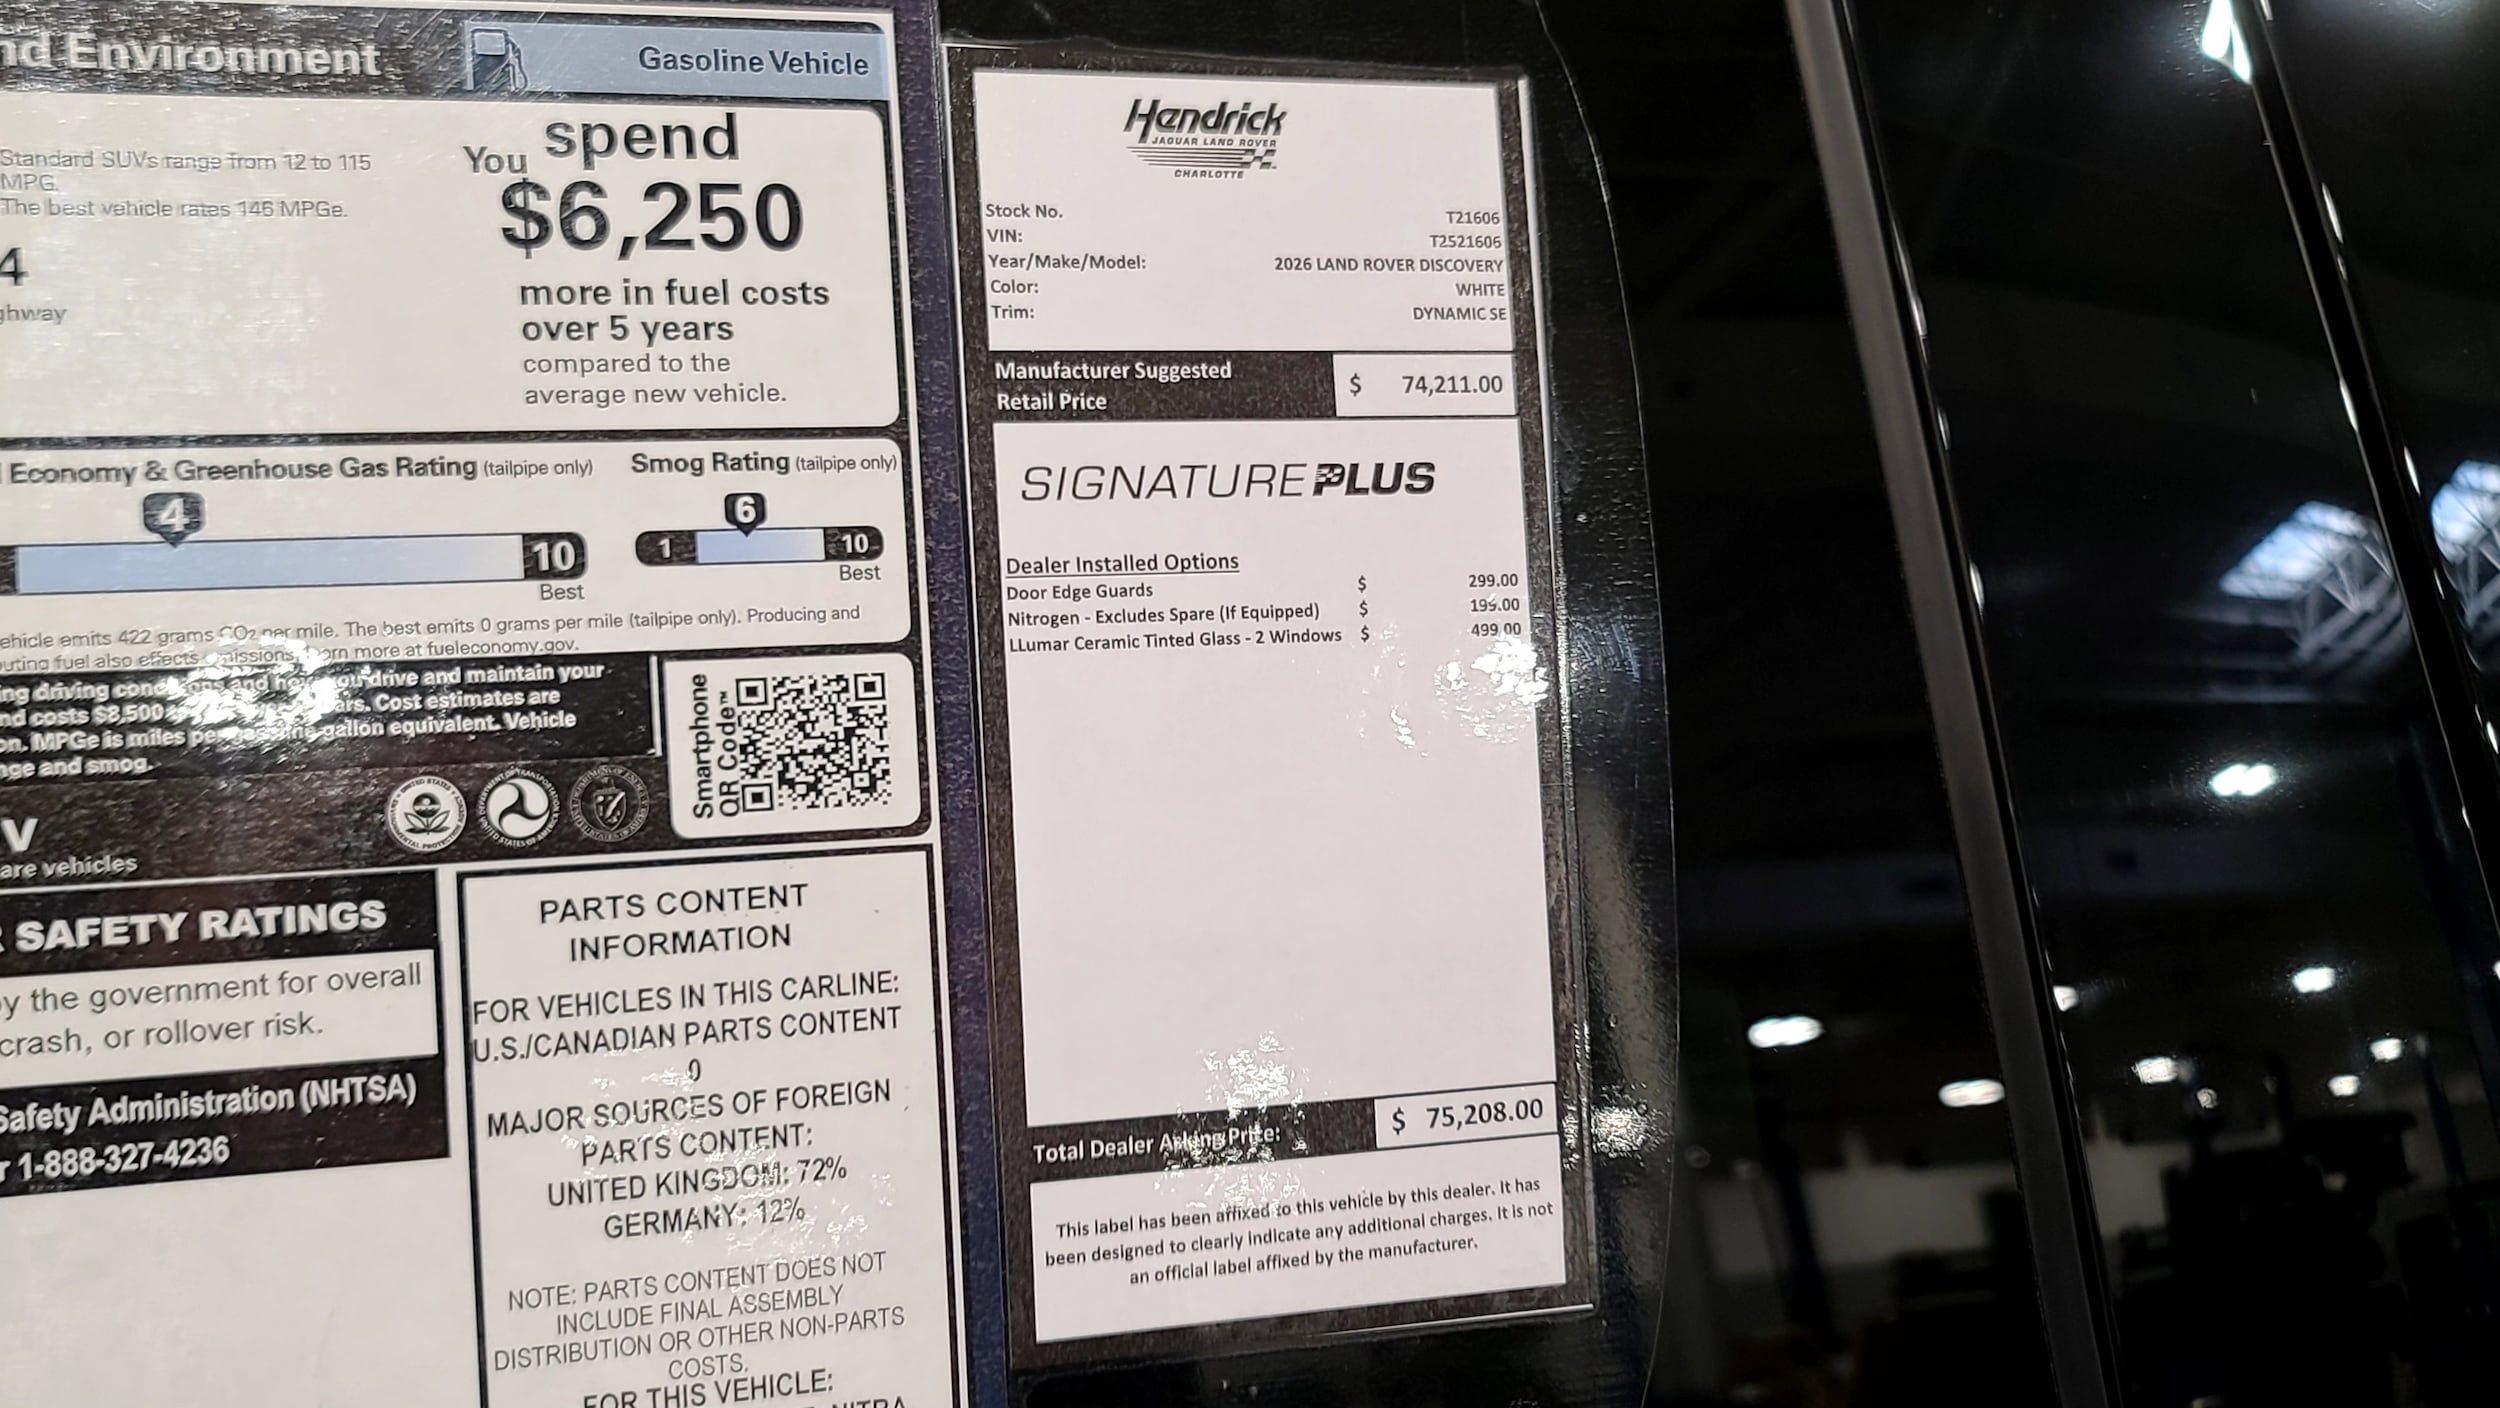 nd Environment
Gasoline Vehicle
Standard SUVs range from 12 to 115
MPG.
The best vehicle rates 146 MPGe.
4
ghway
You spend
$6,250
more in fuel costs
over 5 years
compared to the
average new vehicle.
Economy & Greenhouse Gas Rating (tailpipe only)
4
10
Best
Smog Rating (tailpipe only)
6
1
10
Best
ehicle emits 422 grams CO2 per mile. The best emits 0 grams per mile (tailpipe only). Producing and
uting fuel also effects emissions, learn more at fueleconomy.gov.
ing driving conditions and how you drive and maintain your
nd costs $8,500 ars. Cost estimates are
on. MPGe is miles per gasoline gallon equivalent. Vehicle
nge and smog.
Smartphone
QR Code™
V
are vehicles
SAFETY RATINGS
y the government for overall
crash, or rollover risk.
Safety Administration (NHTSA)
r 1-888-327-4236
PARTS CONTENT
INFORMATION
FOR VEHICLES IN THIS CARLINE:
U.S./CANADIAN PARTS CONTENT
0
MAJOR SOURCES OF FOREIGN
PARTS CONTENT:
UNITED KINGDOM: 72%
GERMANY: 12%
NOTE: PARTS CONTENT DOES NOT
INCLUDE FINAL ASSEMBLY
DISTRIBUTION OR OTHER NON-PARTS
COSTS.
FOR THIS VEHICLE:
Hendrick
JAGUAR LAND ROVER
CHARLOTTE
Stock No. T21606
VIN: T2521606
Year/Make/Model: 2026 LAND ROVER DISCOVERY
Color: WHITE
Trim: DYNAMIC SE
Manufacturer Suggested
Retail Price
$ 74,211.00
SIGNATUREPLUS
Dealer Installed Options
Door Edge Guards $ 299.00
Nitrogen - Excludes Spare (If Equipped) $ 199.00
LLumar Ceramic Tinted Glass - 2 Windows $ 499.00
Total Dealer Asking Price: $ 75,208.00
This label has been affixed to this vehicle by this dealer. It has
been designed to clearly indicate any additional charges. It is not
an official label affixed by the manufacturer.